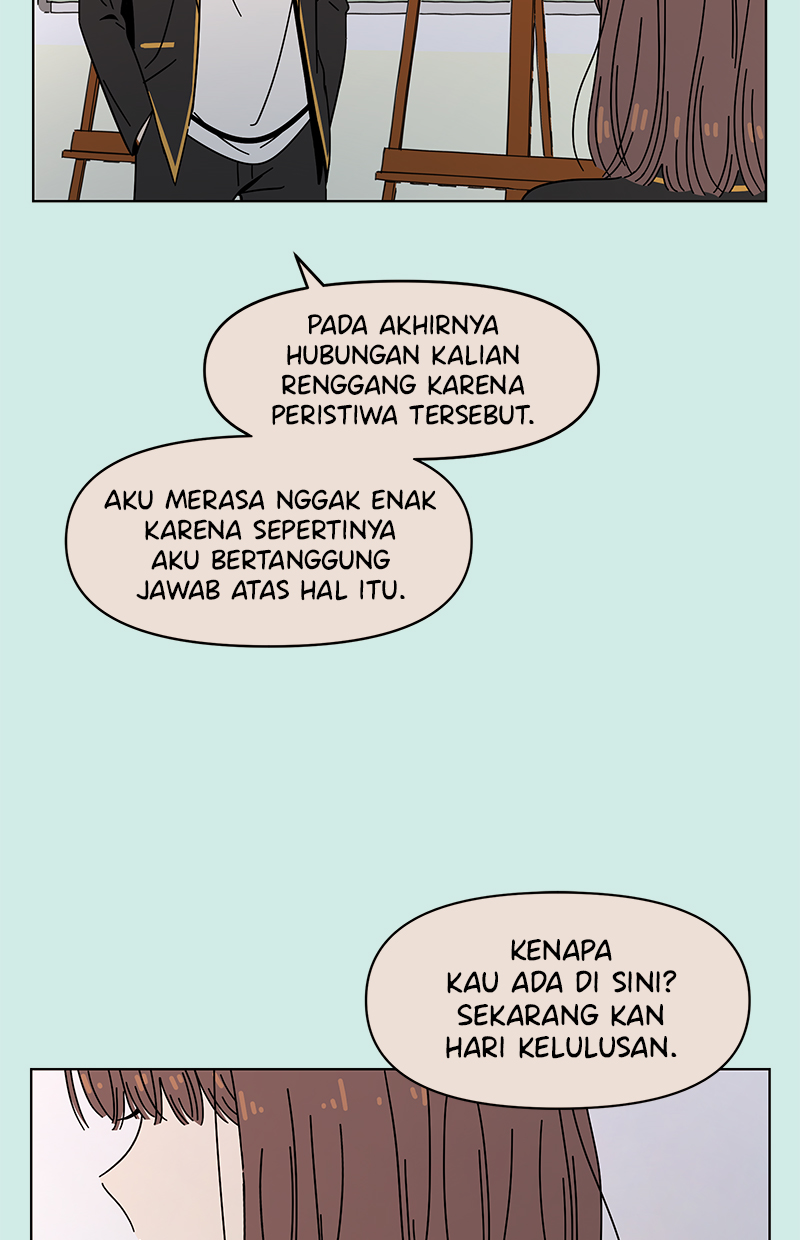 PADA AKHIRNYA
HUBUNGAN KALIAN
RENGGANG KARENA
PERISTIWA TERSEBUT.
AKU MERASA NGGAK ENAK
KARENA SEPERTINYA
AKU BERTANGGUNG
JAWAB ATAS HAL ITU.
KENAPA
KAU ADA DI SINI?
SEKARANG KAN
HARI KELULUSAN.